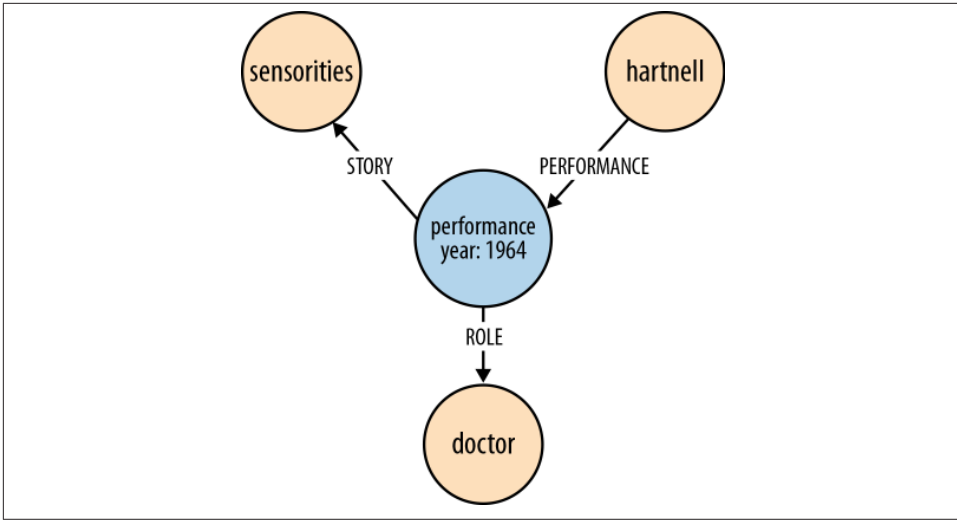 sensorities
hartnell
STORY
PERFORMANCE
performance
year: 1964
ROLE
doctor